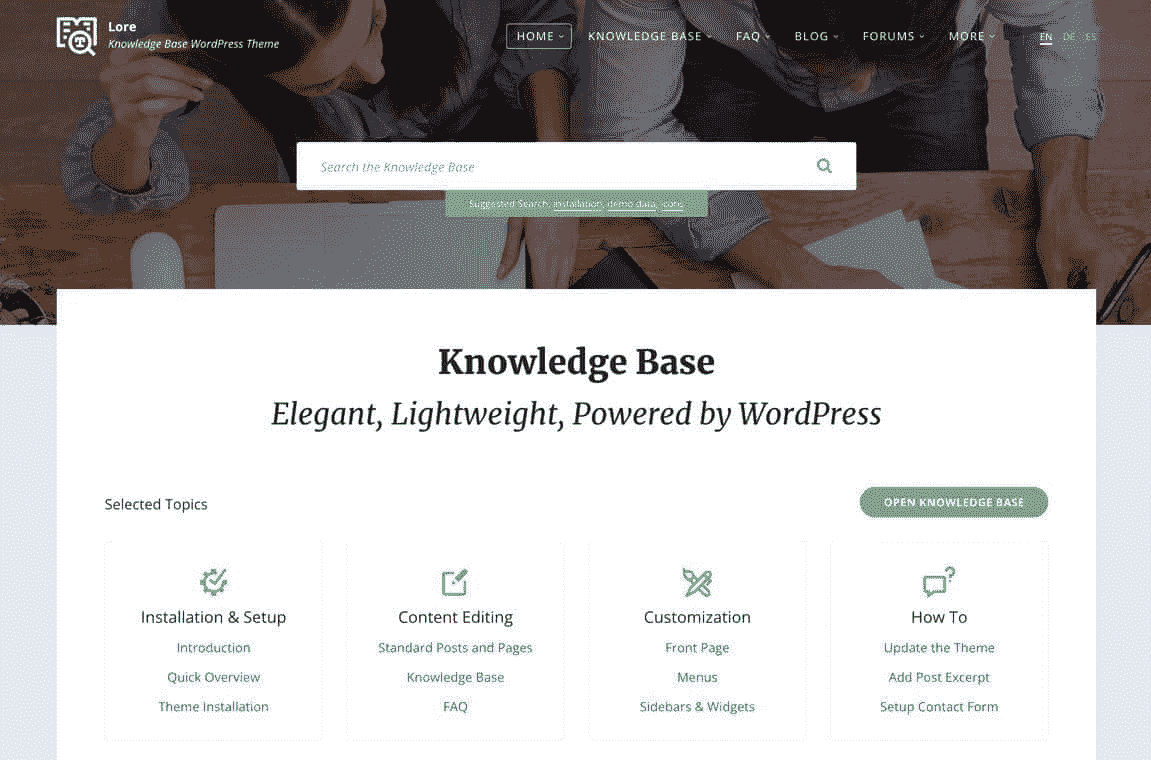 Lore
Knowledge Base WordPress Theme
HOME KNOWLEDGE BASE FAQ BLOG FORUMS MORE EN DE ES
Search the Knowledge Base
Suggested Search: installation, demo data, icons
Knowledge Base
Elegant, Lightweight, Powered by WordPress
Selected Topics
OPEN KNOWLEDGE BASE
Installation & Setup
Introduction
Quick Overview
Theme Installation
Content Editing
Standard Posts and Pages
Knowledge Base
FAQ
Customization
Front Page
Menus
Sidebars & Widgets
How To
Update the Theme
Add Post Excerpt
Setup Contact Form